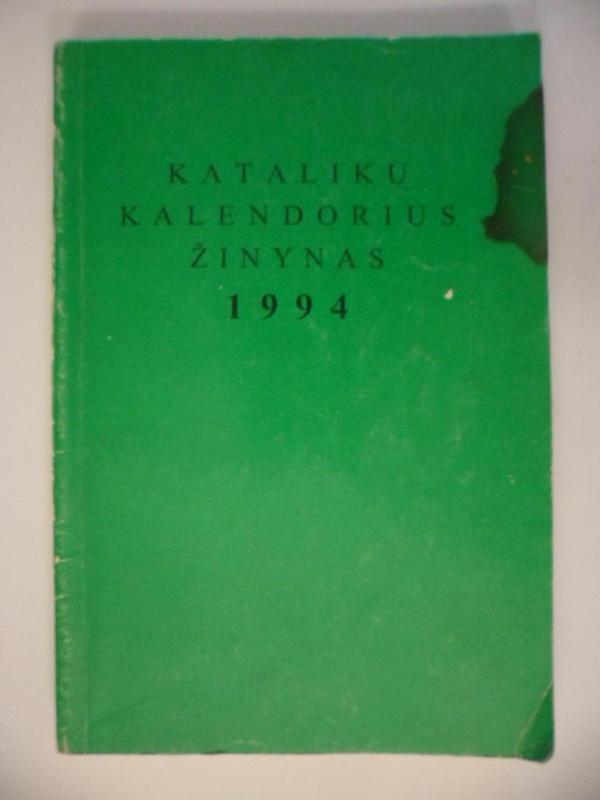 KATALIKŲ
KALENDORIUS
ŽINYNAS
1994